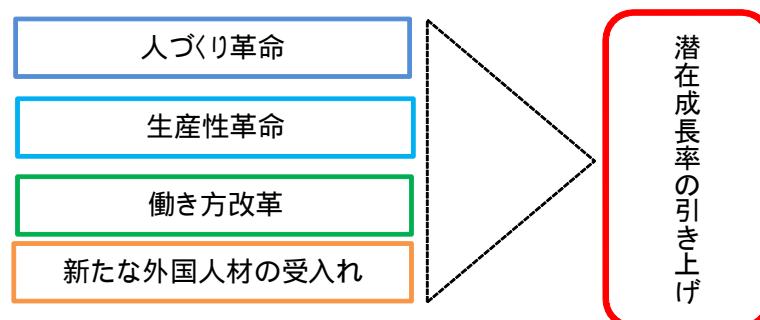 人づくり革命
生産性革命
働き方改革
新たな外国人材の受入れ
潜在成長率の引き上げ